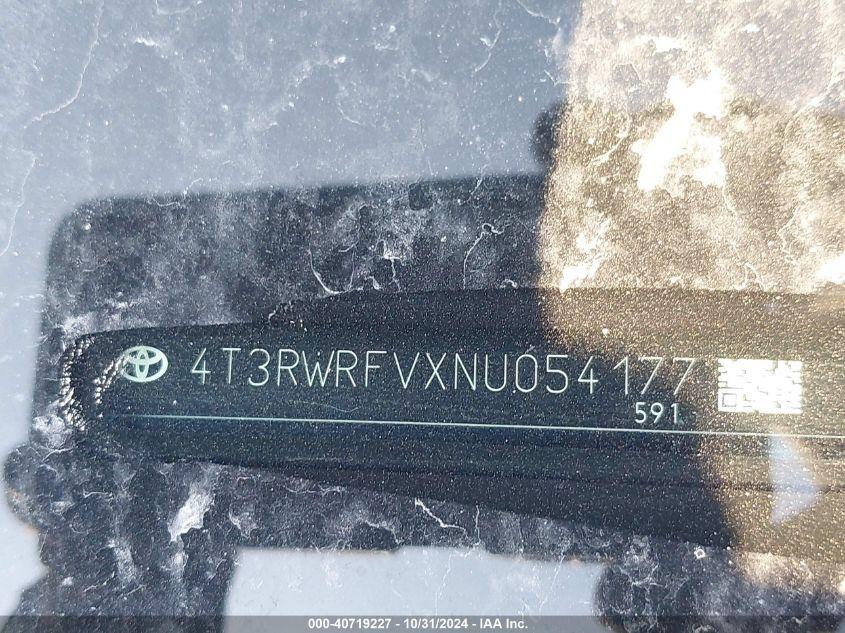 4T3RWRFVXNU054177
591
000-40719227 - 10/31/2024 - IAA Inc.